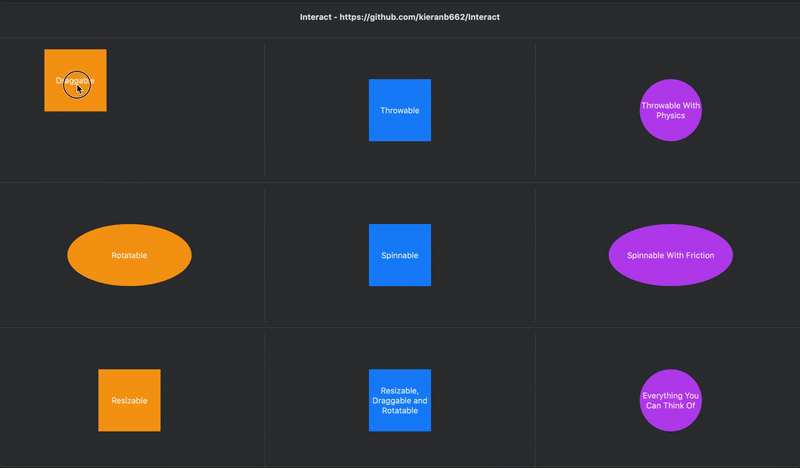 Interact - https://github.com/kieranb662/Interact
Draggable
Throwable
Throwable With
Physics
Rotatable
Spinnable
Spinnable With Friction
Resizable
Resizable,
Draggable and
Rotatable
Everything You
Can Think Of